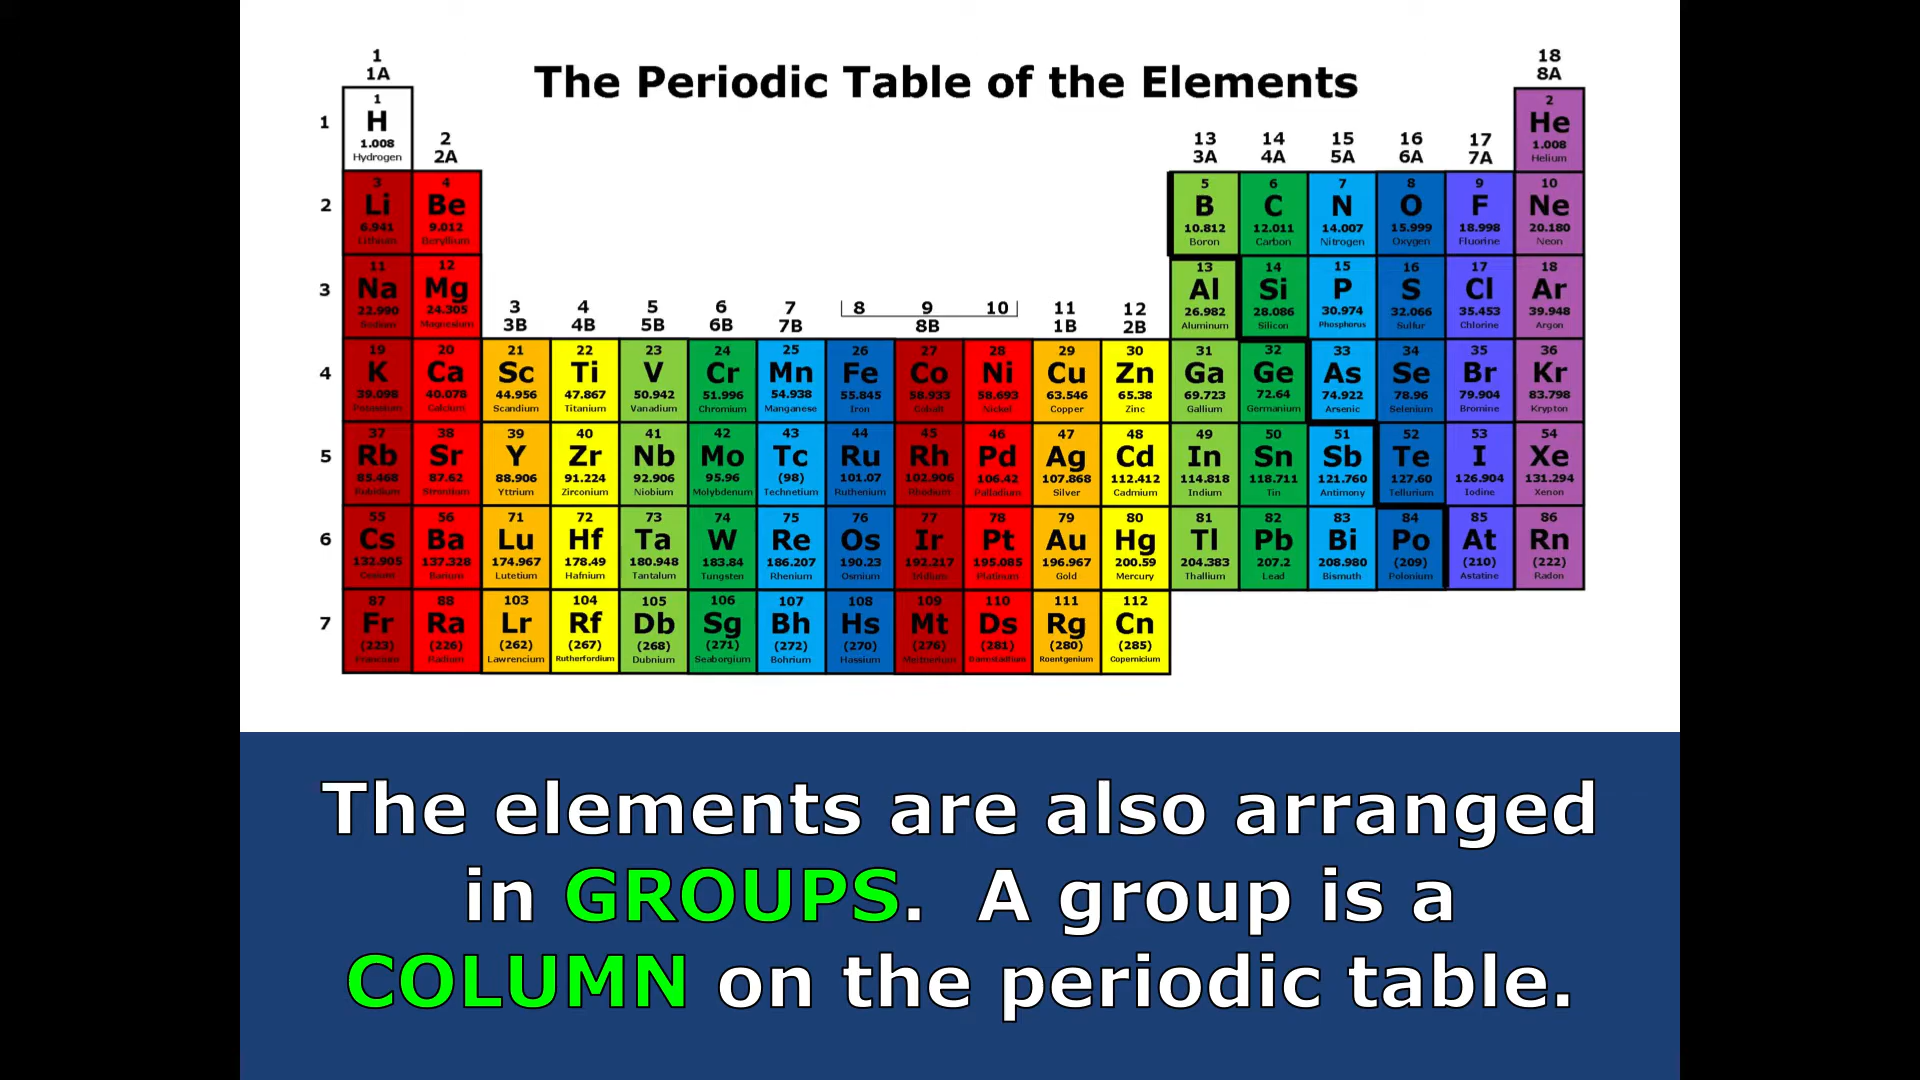 The Periodic Table of the Elements
1 18
1A 8A
1 2
1 H He
1.008 1.008
Hydrogen Helium
2 13 14 15 16 17
2A 3A 4A 5A 6A 7A
3 4 5 6 7 8 9 10
2 Li Be B C N O F Ne
6.941 9.012 10.812 12.011 14.007 15.999 18.998 20.180
Lithium Beryllium Boron Carbon Nitrogen Oxygen Fluorine Neon
11 12 13 14 15 16 17 18
3 Na Mg Al Si P S Cl Ar
22.990 24.305 26.982 28.086 30.974 32.066 35.453 39.948
Sodium Magnesium Aluminum Silicon Phosphorus Sulfur Chlorine Argon
3 4 5 6 7 8 9 10 11 12
3B 4B 5B 6B 7B 8B 1B 2B
19 20 21 22 23 24 25 26 27 28 29 30 31 32 33 34 35 36
4 K Ca Sc Ti V Cr Mn Fe Co Ni Cu Zn Ga Ge As Se Br Kr
39.098 40.078 44.956 47.867 50.942 51.996 54.938 55.845 58.933 58.693 63.546 65.38 69.723 72.64 74.922 78.96 79.904 83.798
Potassium Calcium Scandium Titanium Vanadium Chromium Manganese Iron Cobalt Nickel Copper Zinc Gallium Germanium Arsenic Selenium Bromine Krypton
37 38 39 40 41 42 43 44 45 46 47 48 49 50 51 52 53 54
5 Rb Sr Y Zr Nb Mo Tc Ru Rh Pd Ag Cd In Sn Sb Te I Xe
85.468 87.62 88.906 91.224 92.906 95.96 (98) 101.07 102.906 106.42 107.868 112.412 114.818 118.711 121.760 127.60 126.904 131.294
Rubidium Strontium Yttrium Zirconium Niobium Molybdenum Technetium Ruthenium Rhodium Palladium Silver Cadmium Indium Tin Antimony Tellurium Iodine Xenon
55 56 71 72 73 74 75 76 77 78 79 80 81 82 83 84 85 86
6 Cs Ba Lu Hf Ta W Re Os Ir Pt Au Hg Tl Pb Bi Po At Rn
132.905 137.328 174.967 178.49 180.948 183.84 186.207 190.23 192.217 195.085 196.967 200.59 204.383 207.2 208.980 (209) (210) (222)
Cesium Barium Lutetium Hafnium Tantalum Tungsten Rhenium Osmium Iridium Platinum Gold Mercury Thallium Lead Bismuth Polonium Astatine Radon
87 88 103 104 105 106 107 108 109 110 111 112
7 Fr Ra Lr Rf Db Sg Bh Hs Mt Ds Rg Cn
(223) (226) (262) (267) (268) (271) (272) (270) (276) (281) (280) (285)
Francium Radium Lawrencium Rutherfordium Dubnium Seaborgium Bohrium Hassium Meitnerium Darmstadtium Roentgenium Copernicium
The elements are also arranged
in GROUPS. A group is a
COLUMN on the periodic table.